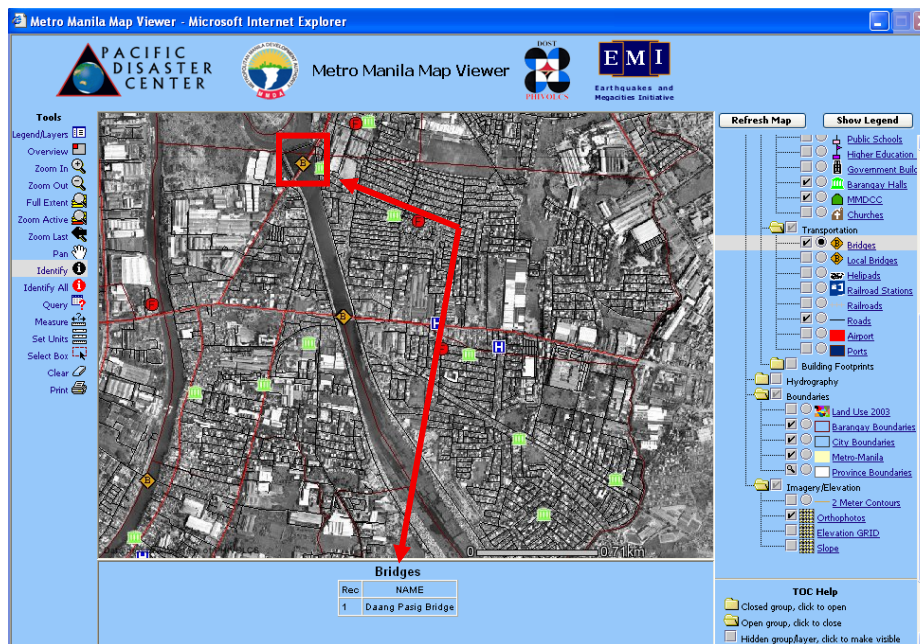 Metro Manila Map Viewer - Microsoft Internet Explorer
PACIFIC
DISASTER
CENTER
METROPOLITAN MANILA DEVELOPMENT AUTHORITY
MMDA
Metro Manila Map Viewer
DOST
PHIVOLCS
EMI
Earthquakes and
Megacities Initiative
Tools
Legend/Layers
Overview
Zoom In
Zoom Out
Full Extent
Zoom Active
Zoom Last
Pan
Identify
Identify All
Query
Measure
Set Units
Select Box
Clear
Print
B
F
F
F
B
H
H
B
H
0
0.71km
Refresh Map
Show Legend
Public Schools
Higher Education
Government Build
Barangay Halls
MMDCC
Churches
Transportation
Bridges
Local Bridges
Helipads
Railroad Stations
Railroads
Roads
Airport
Ports
Building Footprints
Hydrography
Boundaries
Land Use 2003
Barangay Boundaries
City Boundaries
Metro-Manila
Province Boundaries
Imagery/Elevation
2 Meter Contours
Orthophotos
Elevation GRID
Slope
Bridges
Rec NAME
1 Daang Pasig Bridge
TOC Help
Closed group, click to open
Open group, click to close
Hidden group/layer, click to make visible